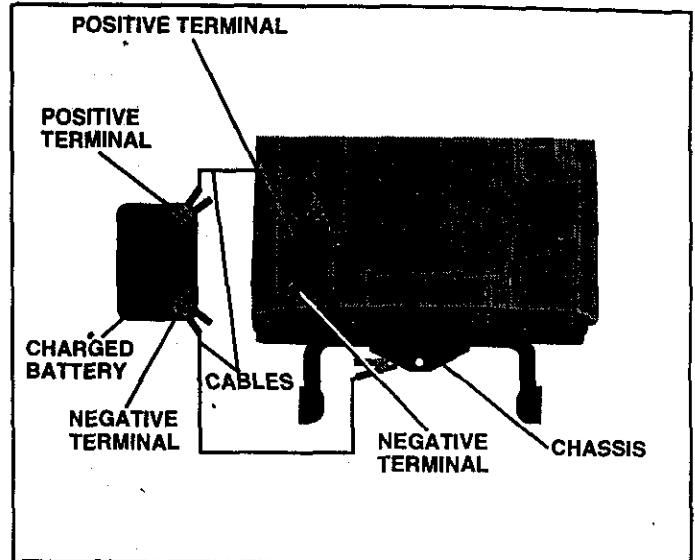 POSITIVE TERMINAL
POSITIVE
TERMINAL
CHARGED
BATTERY
CABLES
NEGATIVE
TERMINAL
NEGATIVE
TERMINAL
CHASSIS